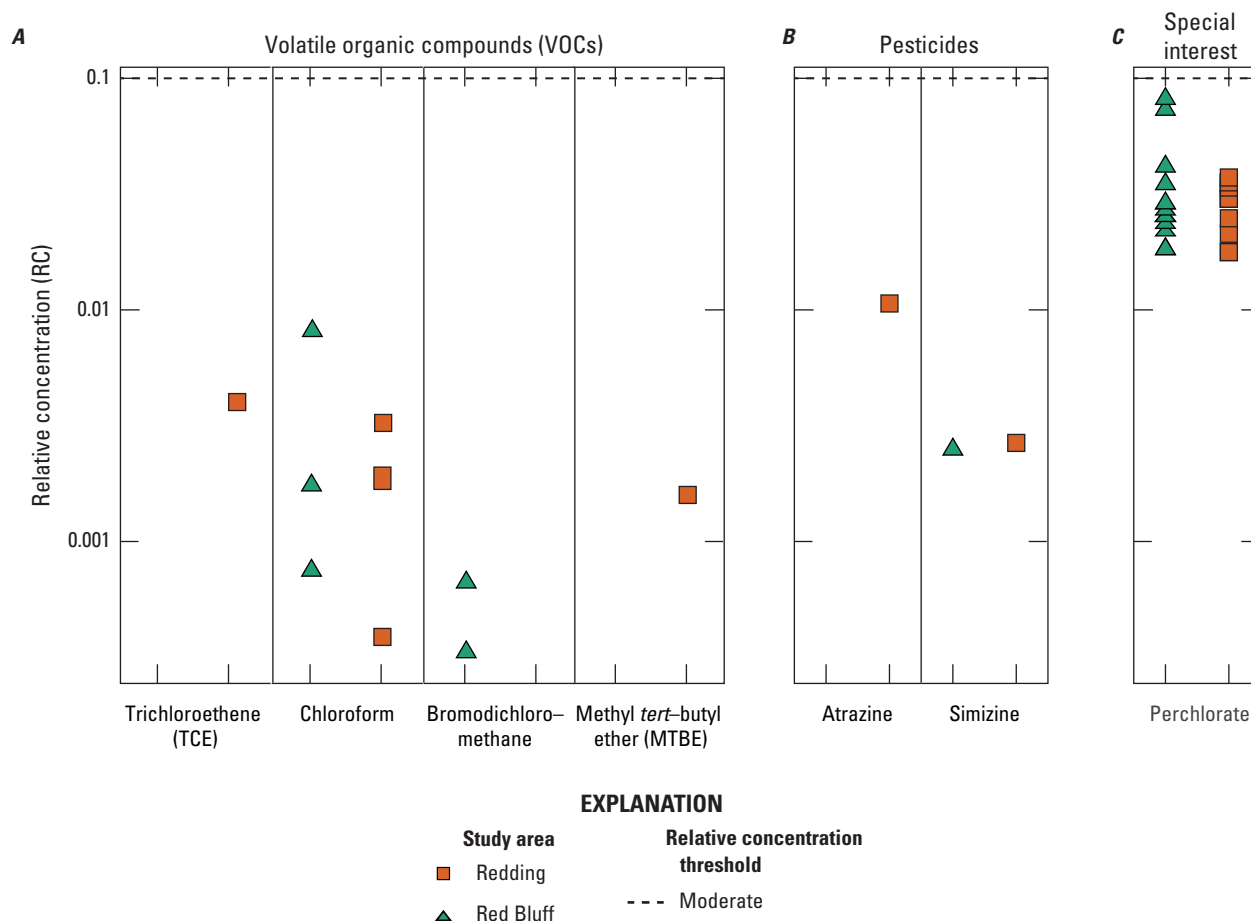 A
Volatile organic compounds (VOCs)
B
Pesticides
C
Special
interest
0.1
0.01
0.001
Relative concentration (RC)
Trichloroethene
(TCE)
Chloroform
Bromodichloro–
methane
Methyl tert–butyl
ether (MTBE)
Atrazine
Simizine
Perchlorate
EXPLANATION
Study area
Redding
Red Bluff
Relative concentration
threshold
Moderate